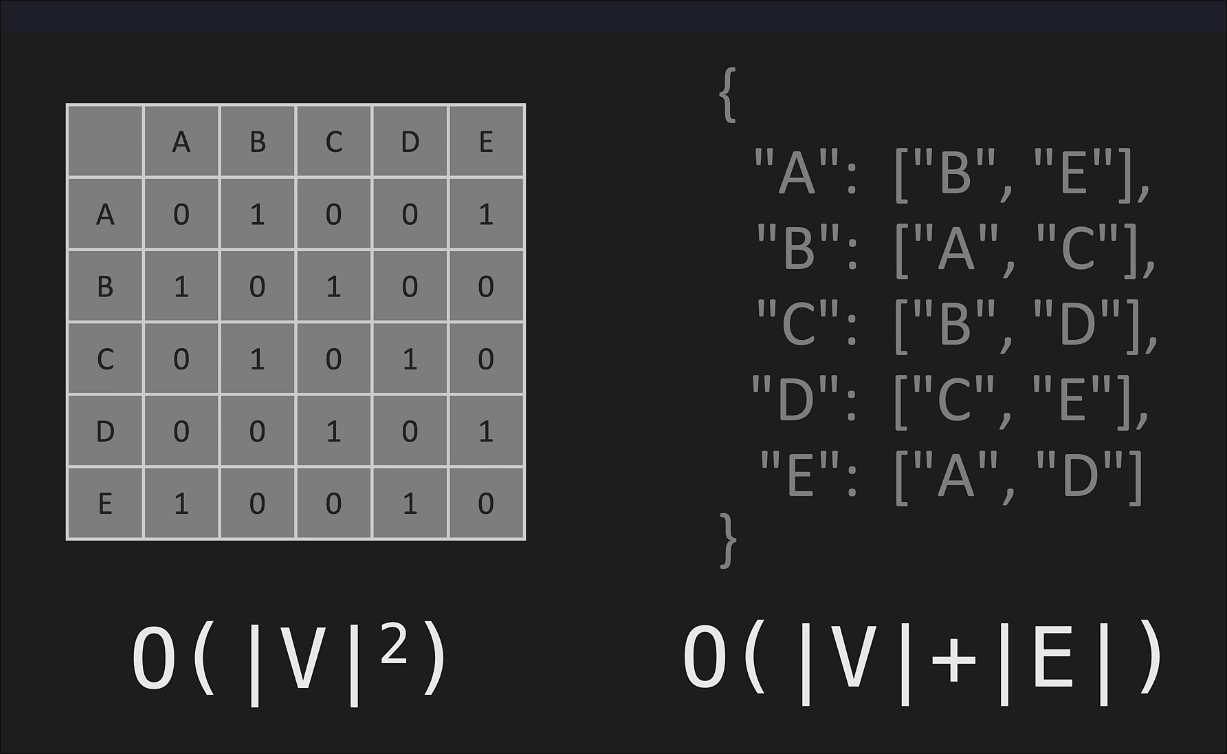 A B C D E
A 0 1 0 0 1
B 1 0 1 0 0
C 0 1 0 1 0
D 0 0 1 0 1
E 1 0 0 1 0
O(|V|²)
{
"A": ["B", "E"],
"B": ["A", "C"],
"C": ["B", "D"],
"D": ["C", "E"],
"E": ["A", "D"]
}
O(|V|+|E|)